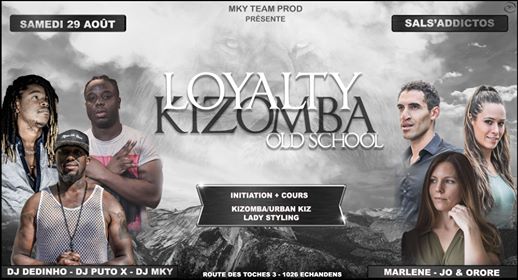 MKY TEAM PROD
PRÉSENTE
SAMEDI 29 AOÛT
SALS'ADDICTOS
LOYALTY
KIZOMBA
OLD SCHOOL
INITIATION + COURS
KIZOMBA/URBAN KIZ
LADY STYLING
DJ DEDINHO - DJ PUTO X - DJ MKY
ROUTE DES TOCHES 3 - 1026 ECHANDENS
MARLENE - JO & ORORE